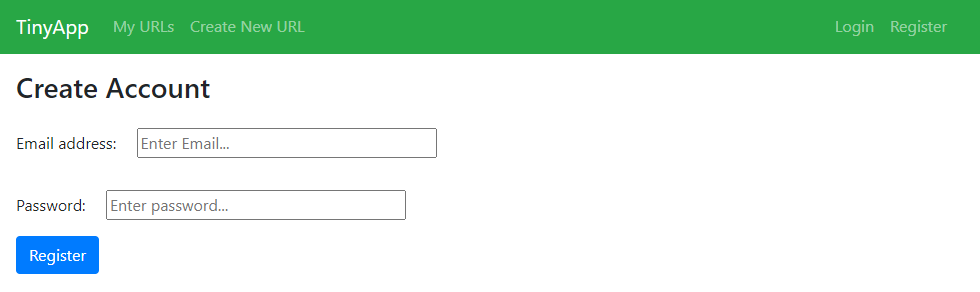 TinyApp My URLs Create New URL Login Register
Create Account
Email address: Enter Email...
Password: Enter password...
Register